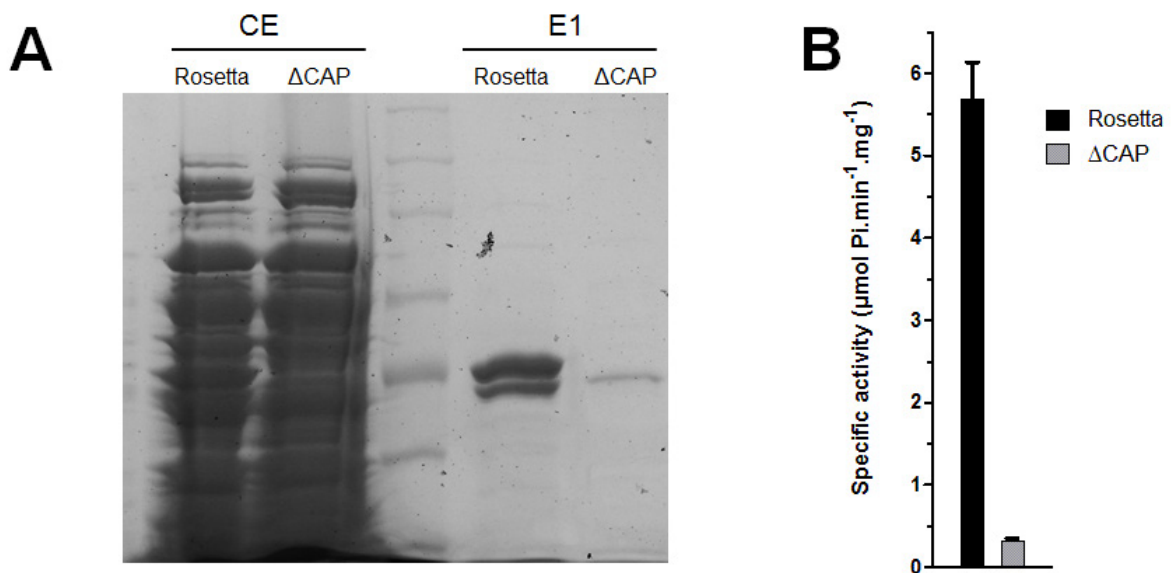 A
CE
E1
Rosetta
ΔCAP
Rosetta
ΔCAP
B
Specific activity (µmol Pi.min⁻¹.mg⁻¹)
6
5
4
3
2
1
0
Rosetta
ΔCAP